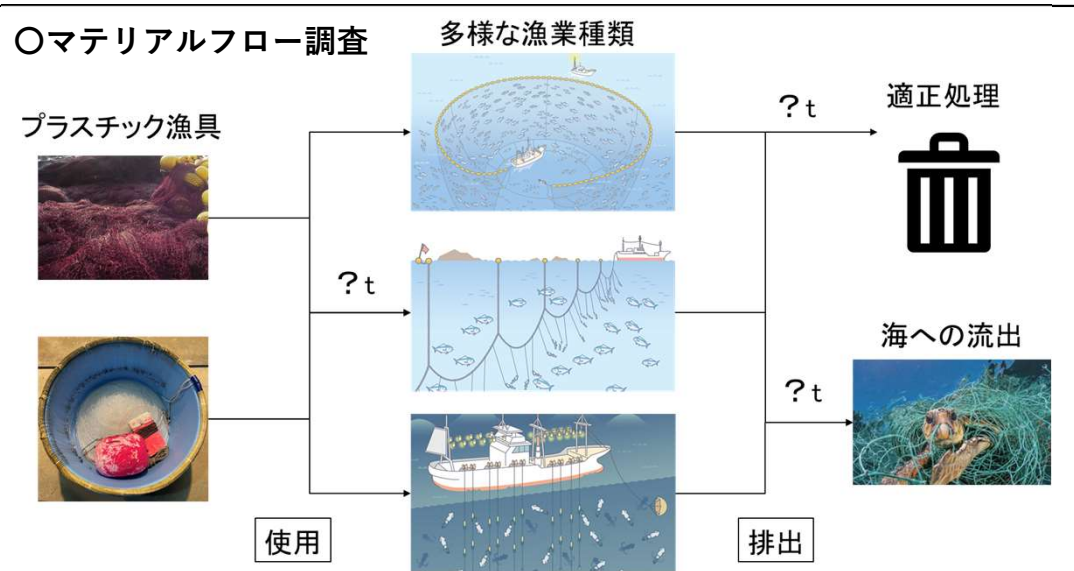 〇マテリアルフロー調査
多様な漁業種類
プラスチック漁具
?t
適正処理
?t
海への流出
?t
使用
排出